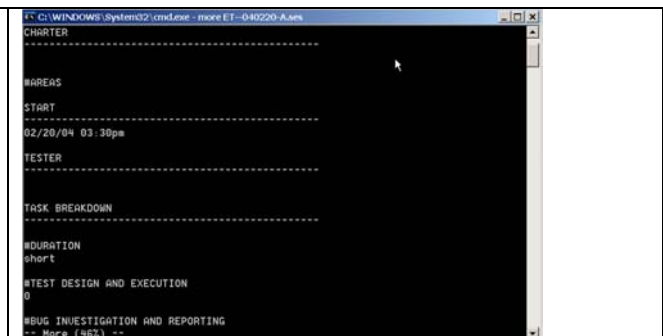 C:\WINDOWS\System32\cmd.exe - more ET--040220-A.ses
CHARTER
--------------------------------------------------
#AREAS
START
--------------------------------------------------
02/20/04 03:30pm
TESTER
--------------------------------------------------
TASK BREAKDOWN
--------------------------------------------------
#DURATION
short
#TEST DESIGN AND EXECUTION
0
#BUG INVESTIGATION AND REPORTING
-- More (46%) --